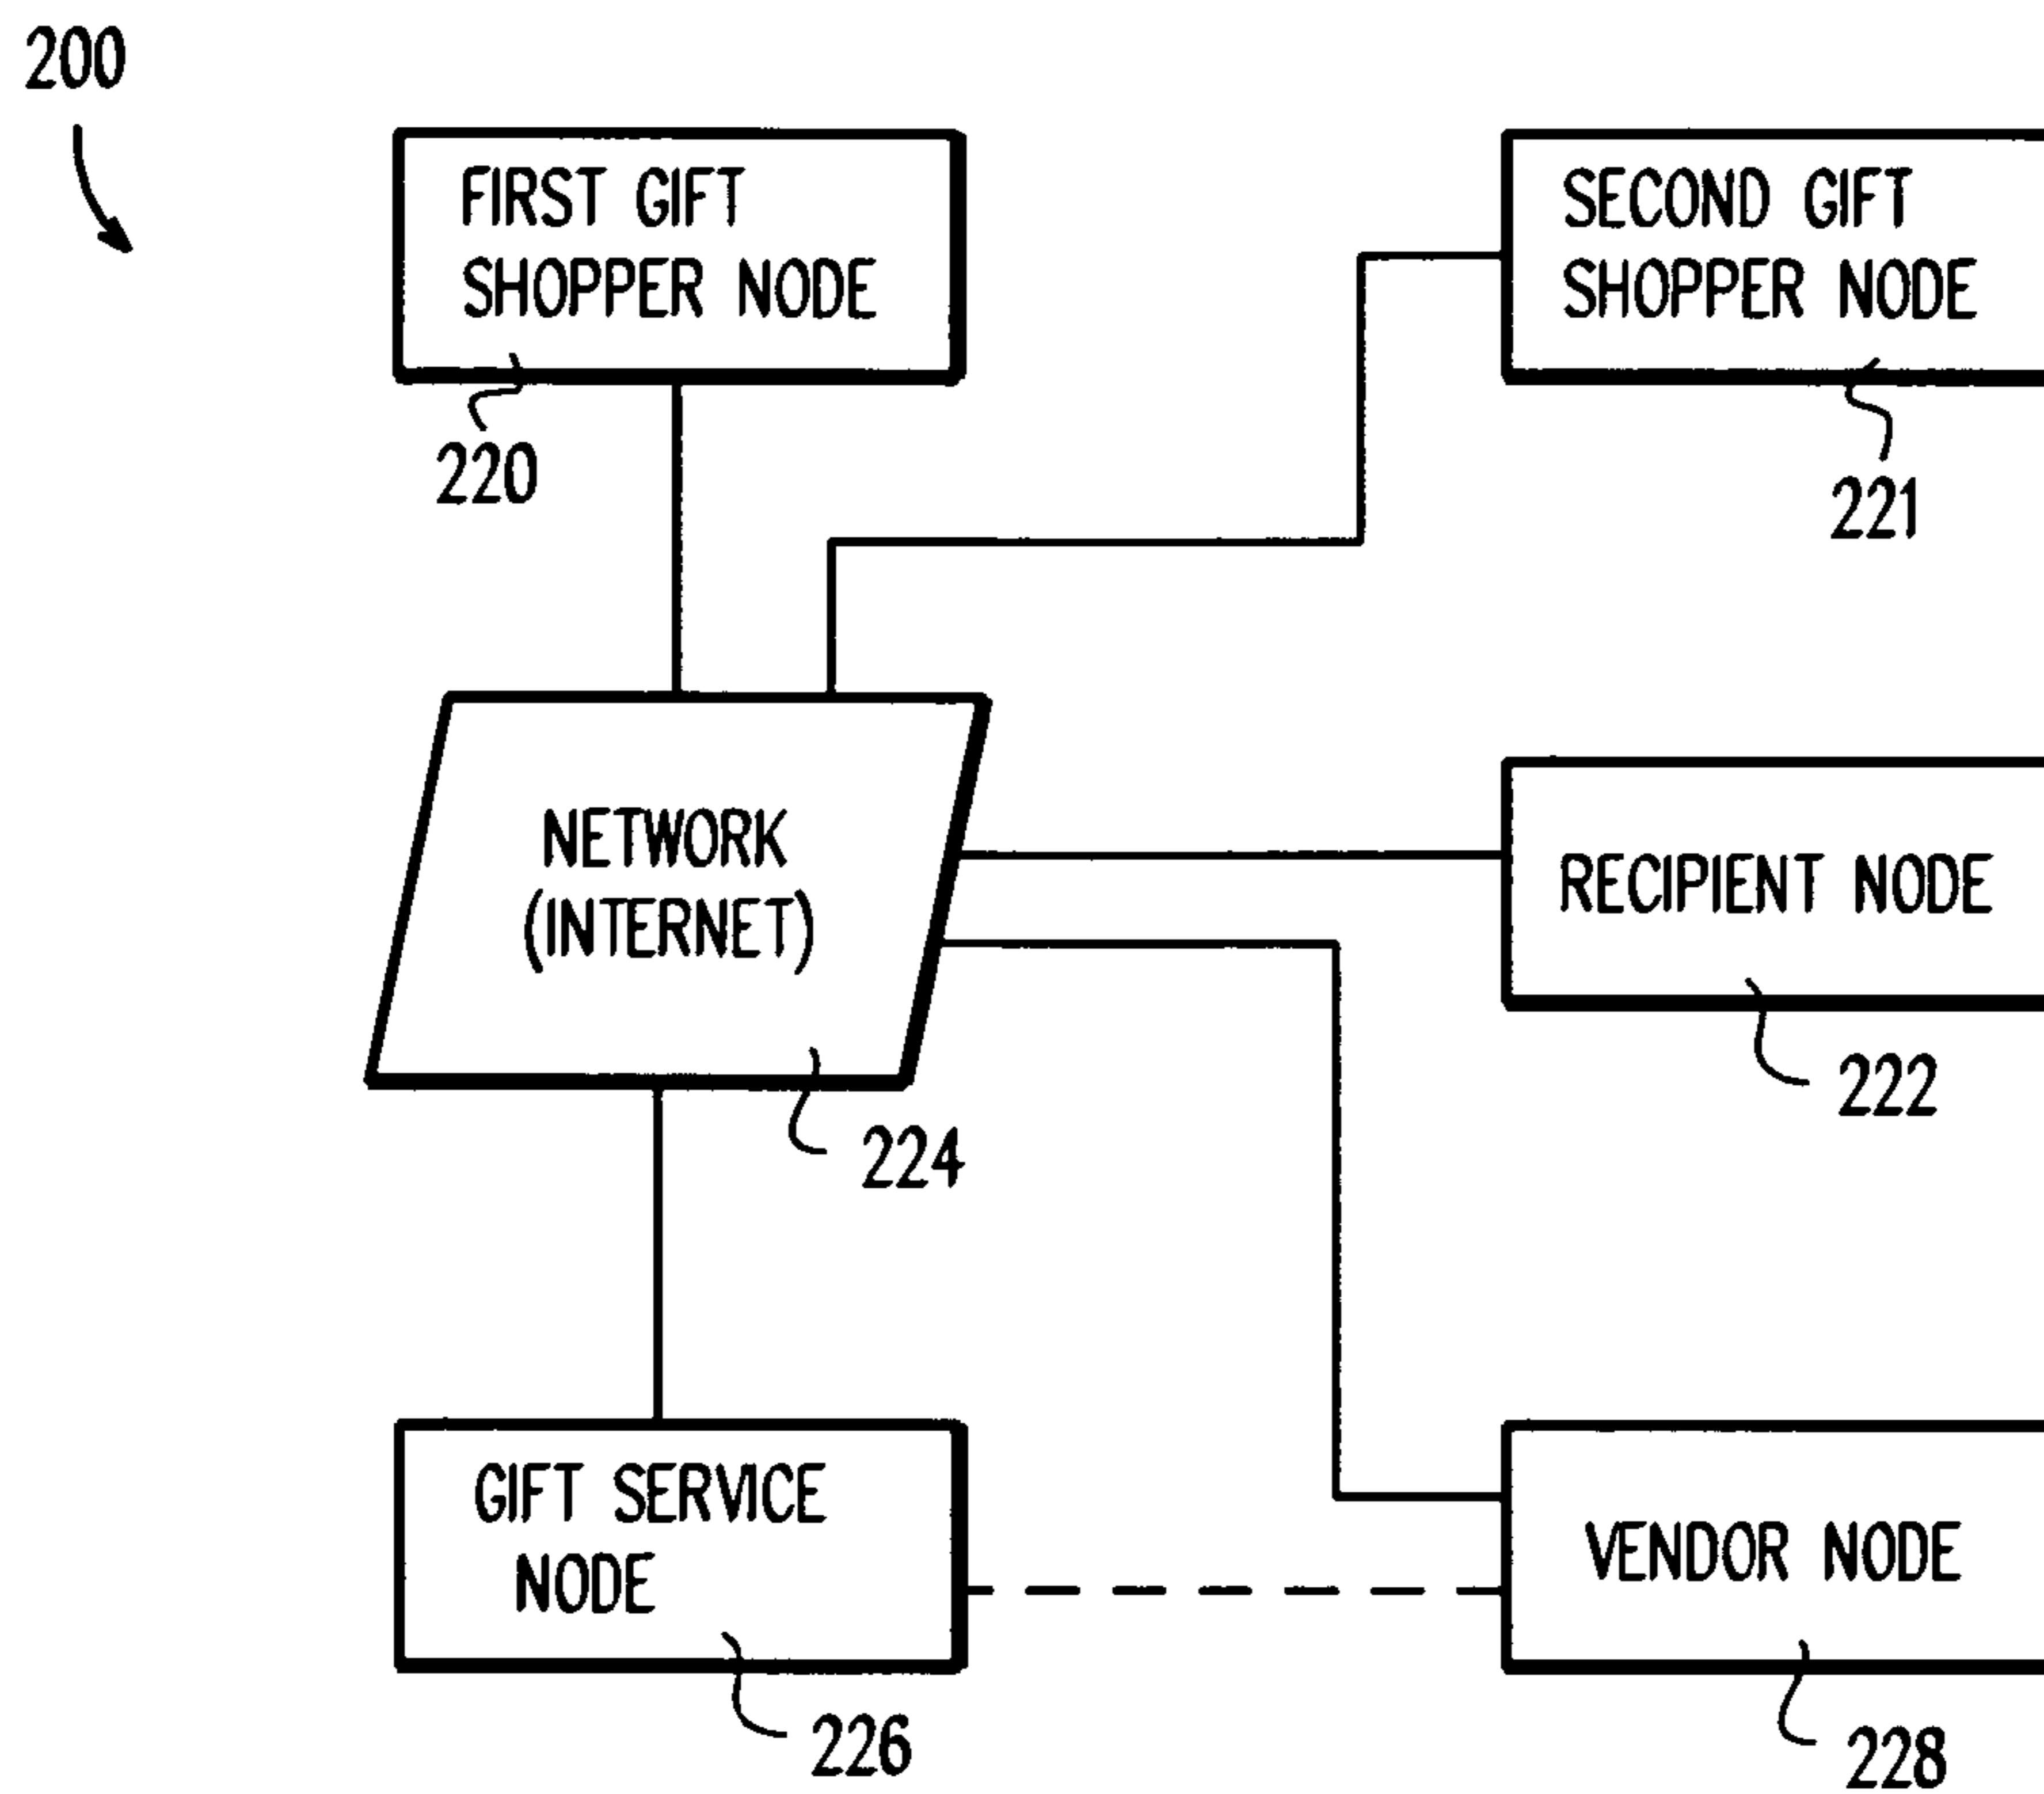 200
FIRST GIFT
SHOPPER NODE
220
SECOND GIFT
SHOPPER NODE
221
NETWORK
(INTERNET)
224
RECIPIENT NODE
222
GIFT SERVICE
NODE
226
VENDOR NODE
228